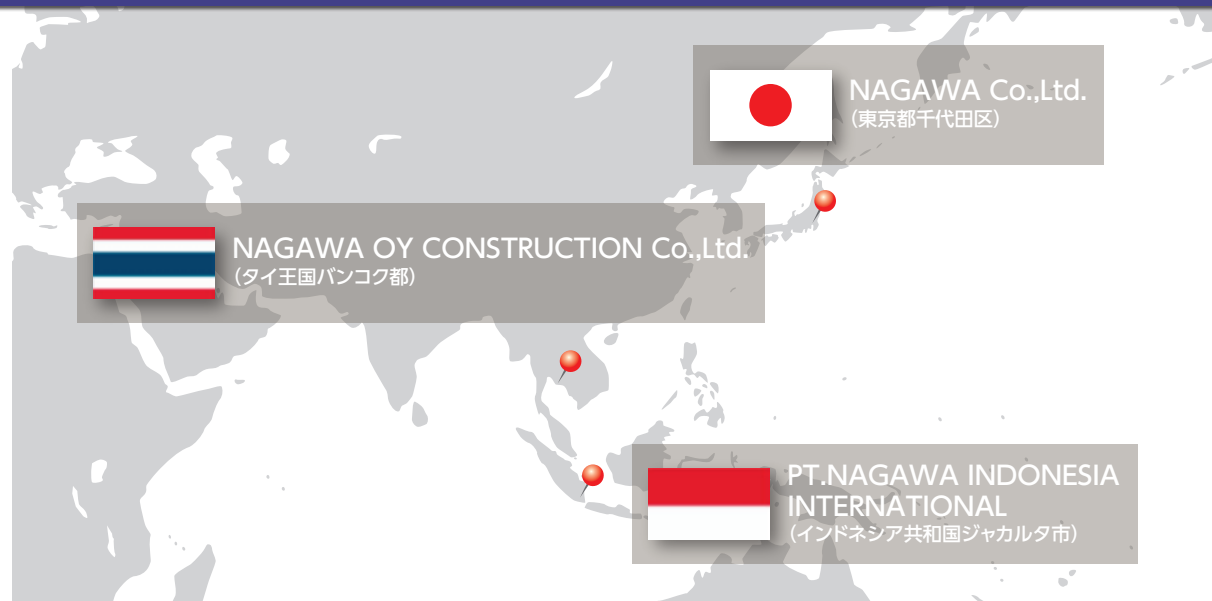 NAGAWA Co.,Ltd.
（東京都千代田区）
NAGAWA OY CONSTRUCTION Co.,Ltd.
（タイ王国バンコク都）
PT.NAGAWA INDONESIA
INTERNATIONAL
（インドネシア共和国ジャカルタ市）